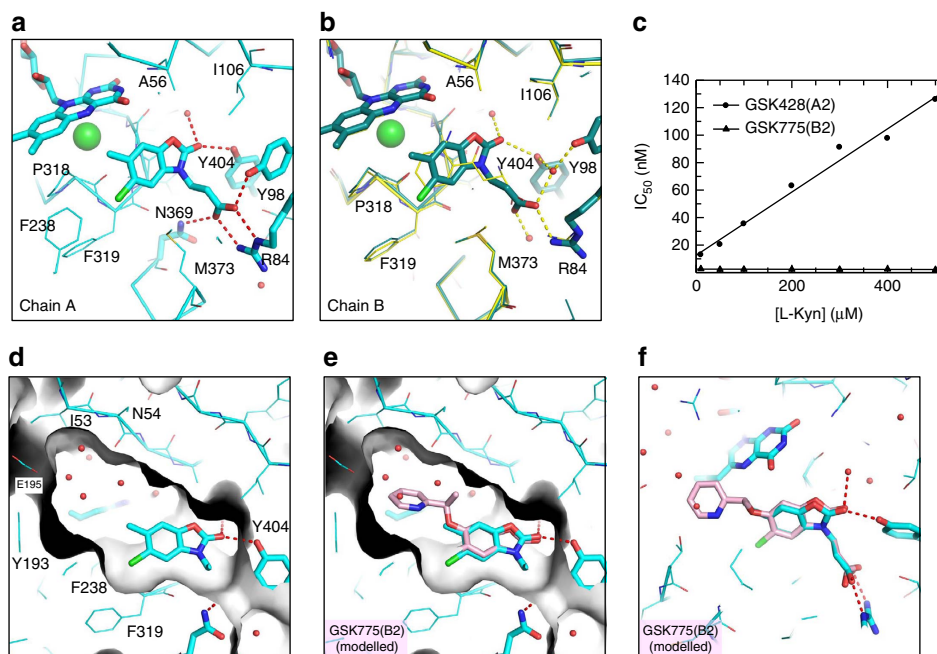 a
A56
I106
P318
Y404
Y98
F238
N369
F319
M373
R84
Chain A
b
A56
I106
Y404
P318
Y98
F319
M373
R84
Chain B
c
140
130
120
100
80
60
40
20
0
IC50 (nM)
GSK428(A2)
GSK775(B2)
0
200
400
[L-Kyn] (μM)
d
I53
N54
E195
Y404
Y193
F238
F319
e
Y404
GSK775(B2)
(modelled)
f
GSK775(B2)
(modelled)